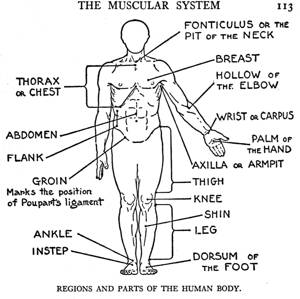 THE MUSCULAR SYSTEM 113
FONTICULUS OR THE
PIT OF THE NECK
BREAST
HOLLOW
OF THE ELBOW
THORAX
OR CHEST
WRIST OR CARPUS
PALM OF
THE HAND
ABDOMEN
FLANK
AXILLA OR ARMPIT
GROIN
Marks the position
of Poupart's ligament
THIGH
KNEE
SHIN
LEG
ANKLE
INSTEP
DORSUM OF
THE FOOT
REGIONS AND PARTS OF THE HUMAN BODY.